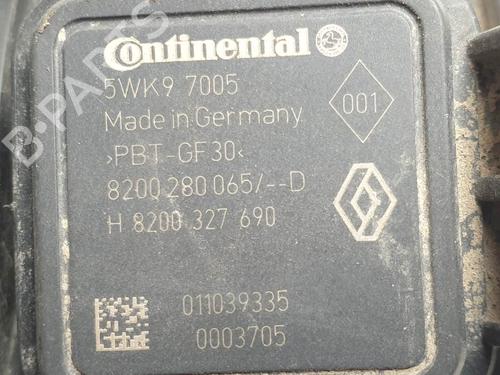 Continental
5WK9 7005
Made in Germany
001
>PBT-GF30<
8200 280 065/--D
H 8200 327 690
011039335
0003705
B-PARTS